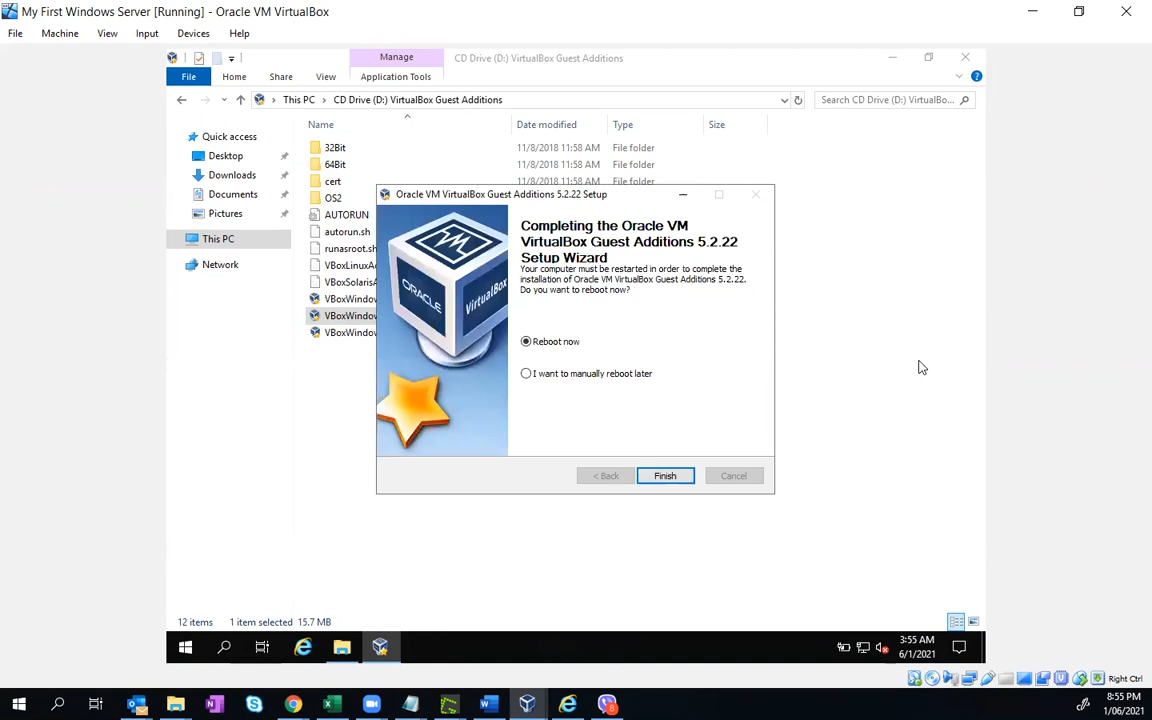 My First Windows Server [Running] - Oracle VM VirtualBox
File Machine View Input Devices Help
Manage CD Drive (D:) VirtualBox Guest Additions
File Home Share View Application Tools
This PC > CD Drive (D:) VirtualBox Guest Additions Search CD Drive (D:) VirtualBo...
Quick access
Desktop
Downloads
Documents
Pictures
This PC
Network
Name Date modified Type Size
32Bit 11/8/2018 11:58 AM File folder
64Bit 11/8/2018 11:58 AM File folder
cert 11/8/2018 11:58 AM File folder
OS2
AUTORUN
autorun.sh
runasroot.sh
VBoxLinuxA
VBoxSolarisA
VBoxWindow
VBoxWindow
VBoxWindow
Oracle VM VirtualBox Guest Additions 5.2.22 Setup
Completing the Oracle VM
VirtualBox Guest Additions 5.2.22
Setup Wizard
Your computer must be restarted in order to complete the
installation of Oracle VM VirtualBox Guest Additions 5.2.22.
Do you want to reboot now?
Reboot now
I want to manually reboot later
ORACLE
VirtualBox
< Back Finish Cancel
12 items 1 item selected 15.7 MB
3:55 AM
6/1/2021
Right Ctrl
8:55 PM
1/06/2021